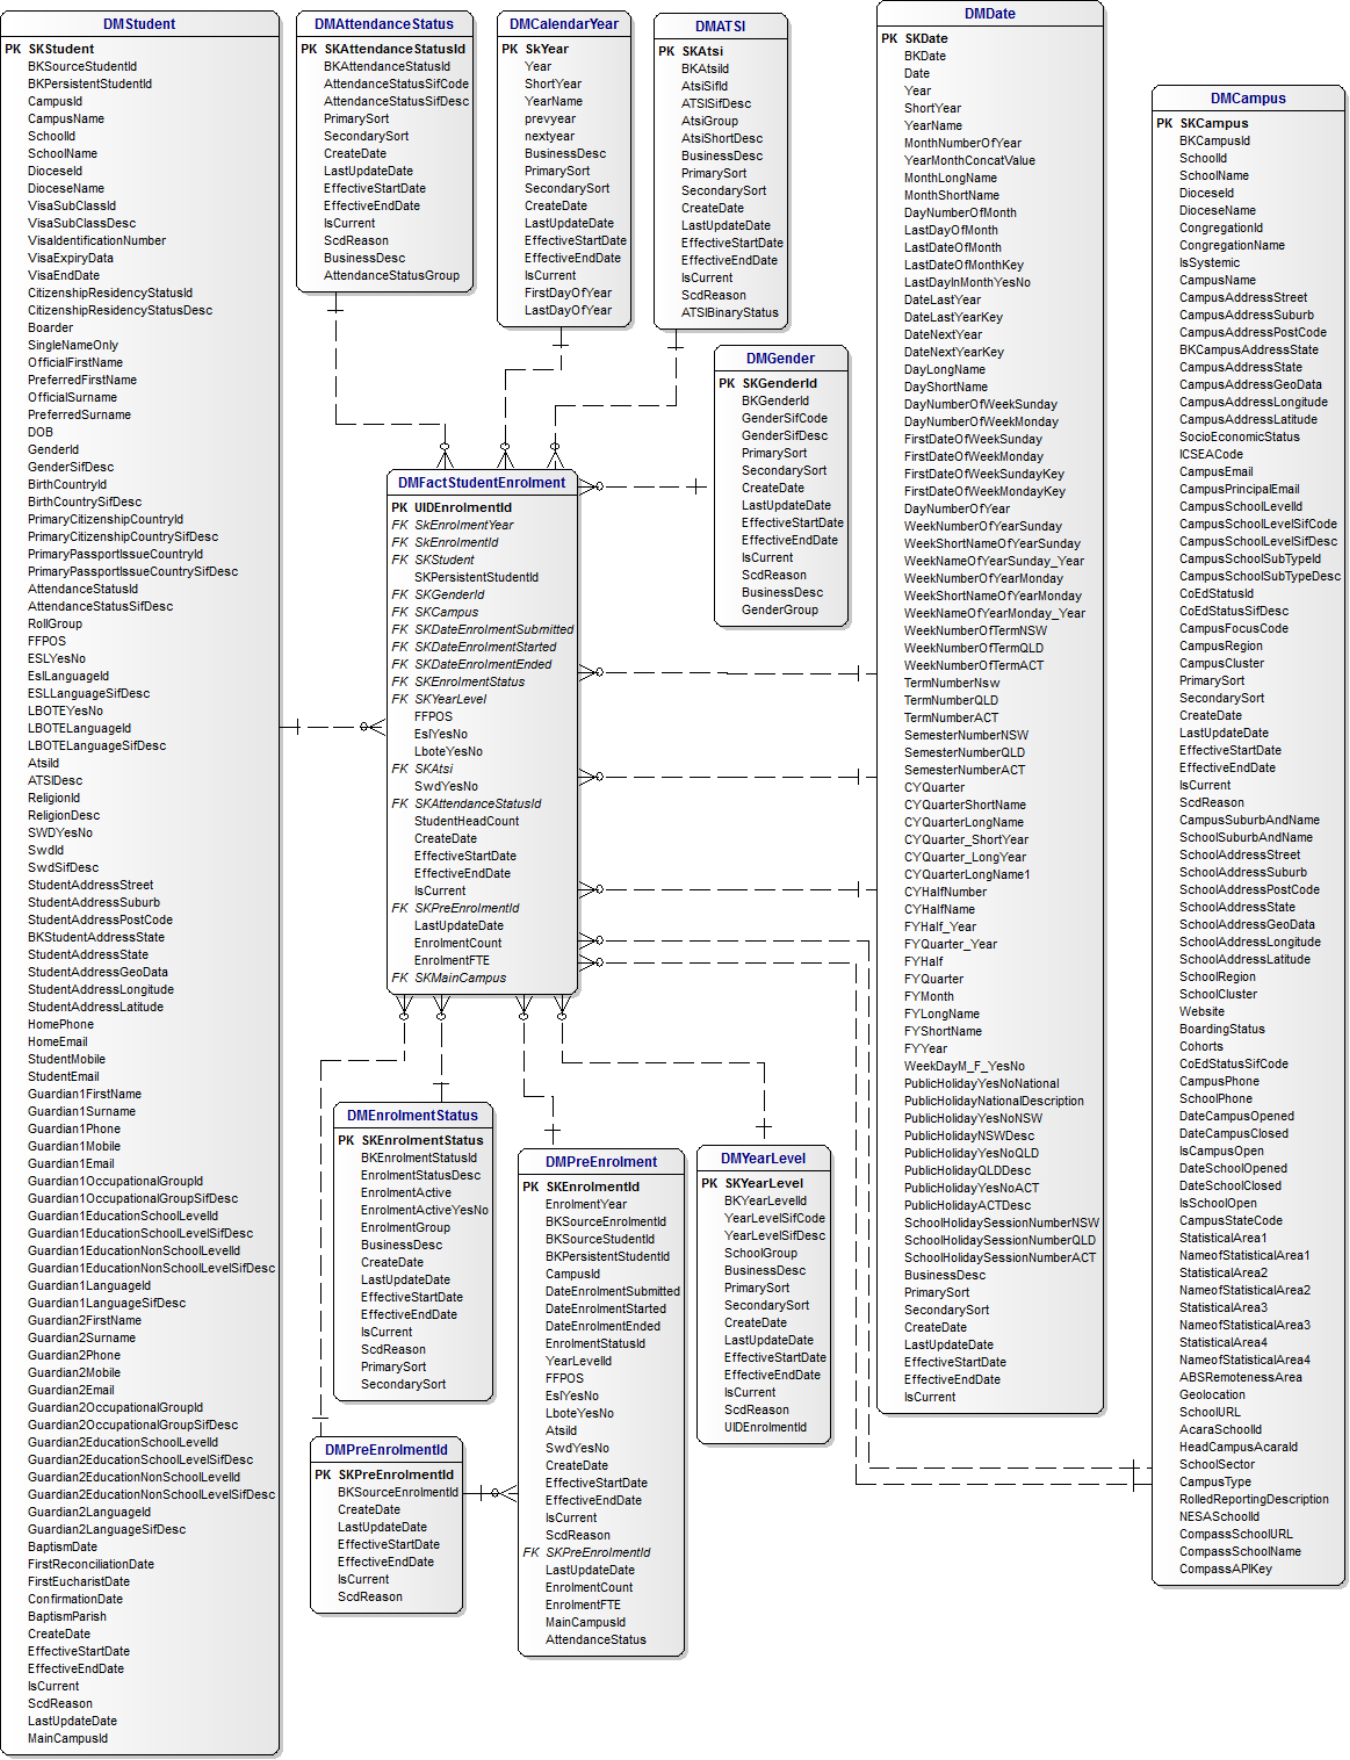 DMStudent
PK SKStudent
BKSourceStudentId
BKPersistentStudentId
CampusId
CampusName
SchoolId
SchoolName
DioceseId
DioceseName
VisaSubClassId
VisaSubClassDesc
VisaIdentificationNumber
VisaExpiryData
VisaEndDate
CitizenshipResidencyStatusId
CitizenshipResidencyStatusDesc
Boarder
SingleNameOnly
OfficialFirstName
PreferredFirstName
OfficialSurname
PreferredSurname
DOB
GenderId
GenderSifDesc
BirthCountryId
BirthCountrySifDesc
PrimaryCitizenshipCountryId
PrimaryCitizenshipCountrySifDesc
PrimaryPassportIssueCountryId
PrimaryPassportIssueCountrySifDesc
AttendanceStatusId
AttendanceStatusSifDesc
RollGroup
FFPOS
ESLYesNo
EslLanguageId
ESLLanguageSifDesc
LBOTEYesNo
LBOTELanguageId
LBOTELanguageSifDesc
AtsiId
ATSIDesc
ReligionId
ReligionDesc
SWDYesNo
SwdId
SwdSifDesc
StudentAddressStreet
StudentAddressSuburb
StudentAddressPostCode
BKStudentAddressState
StudentAddressState
StudentAddressGeoData
StudentAddressLongitude
StudentAddressLatitude
HomePhone
HomeEmail
StudentMobile
StudentEmail
Guardian1FirstName
Guardian1Surname
Guardian1Phone
Guardian1Mobile
Guardian1Email
Guardian1OccupationalGroupId
Guardian1OccupationalGroupSifDesc
Guardian1EducationSchoolLevelId
Guardian1EducationSchoolLevelSifDesc
Guardian1EducationNonSchoolLevelId
Guardian1EducationNonSchoolLevelSifDesc
Guardian1LanguageId
Guardian1LanguageSifDesc
Guardian2FirstName
Guardian2Surname
Guardian2Phone
Guardian2Mobile
Guardian2Email
Guardian2OccupationalGroupId
Guardian2OccupationalGroupSifDesc
Guardian2EducationSchoolLevelId
Guardian2EducationSchoolLevelSifDesc
Guardian2EducationNonSchoolLevelId
Guardian2EducationNonSchoolLevelSifDesc
Guardian2LanguageId
Guardian2LanguageSifDesc
BaptismDate
FirstReconciliationDate
FirstEucharistDate
ConfirmationDate
BaptismParish
CreateDate
EffectiveStartDate
EffectiveEndDate
IsCurrent
ScdReason
LastUpdateDate
MainCampusId
DMAttendanceStatus
PK SKAttendanceStatusId
BKAttendanceStatusId
AttendanceStatusSifCode
AttendanceStatusSifDesc
PrimarySort
SecondarySort
CreateDate
LastUpdateDate
EffectiveStartDate
EffectiveEndDate
IsCurrent
ScdReason
BusinessDesc
AttendanceStatusGroup
DMCalendarYear
PK SkYear
Year
ShortYear
YearName
prevyear
nextyear
BusinessDesc
PrimarySort
SecondarySort
CreateDate
LastUpdateDate
EffectiveStartDate
EffectiveEndDate
IsCurrent
FirstDayOfYear
LastDayOfYear
DMATSI
PK SKAtsi
BKAtsiId
AtsiSifId
ATSISifDesc
AtsiGroup
AtsiShortDesc
BusinessDesc
PrimarySort
SecondarySort
CreateDate
LastUpdateDate
EffectiveStartDate
EffectiveEndDate
IsCurrent
ScdReason
ATSIBinaryStatus
DMGender
PK SKGenderId
BKGenderId
GenderSifCode
GenderSifDesc
PrimarySort
SecondarySort
CreateDate
LastUpdateDate
EffectiveStartDate
EffectiveEndDate
IsCurrent
ScdReason
BusinessDesc
GenderGroup
DMFactStudentEnrolment
PK UIDEnrolmentId
FK SkEnrolmentYear
FK SkEnrolmentId
FK SKStudent
SKPersistentStudentId
FK SKGenderId
FK SKCampus
FK SKDateEnrolmentSubmitted
FK SKDateEnrolmentStarted
FK SKDateEnrolmentEnded
FK SKEnrolmentStatus
FK SKYearLevel
FFPOS
EslYesNo
LboteYesNo
FK SKAtsi
SwdYesNo
FK SKAttendanceStatusId
StudentHeadCount
CreateDate
EffectiveStartDate
EffectiveEndDate
IsCurrent
FK SKPreEnrolmentId
LastUpdateDate
EnrolmentCount
EnrolmentFTE
FK SKMainCampus
DMEnrolmentStatus
PK SKEnrolmentStatus
BKEnrolmentStatusId
EnrolmentStatusDesc
EnrolmentActive
EnrolmentActiveYesNo
EnrolmentGroup
BusinessDesc
CreateDate
LastUpdateDate
EffectiveStartDate
EffectiveEndDate
IsCurrent
ScdReason
PrimarySort
SecondarySort
DMPreEnrolmentId
PK SKPreEnrolmentId
BKSourceEnrolmentId
CreateDate
LastUpdateDate
EffectiveStartDate
EffectiveEndDate
IsCurrent
ScdReason
DMPreEnrolment
PK SKEnrolmentId
EnrolmentYear
BKSourceEnrolmentId
BKSourceStudentId
BKPersistentStudentId
CampusId
DateEnrolmentSubmitted
DateEnrolmentStarted
DateEnrolmentEnded
EnrolmentStatusId
YearLevelId
FFPOS
EslYesNo
LboteYesNo
AtsiId
SwdYesNo
CreateDate
EffectiveStartDate
EffectiveEndDate
IsCurrent
ScdReason
FK SKPreEnrolmentId
LastUpdateDate
EnrolmentCount
EnrolmentFTE
MainCampusId
AttendanceStatus
DMYearLevel
PK SKYearLevel
BKYearLevelId
YearLevelSifCode
YearLevelSifDesc
SchoolGroup
BusinessDesc
PrimarySort
SecondarySort
CreateDate
LastUpdateDate
EffectiveStartDate
EffectiveEndDate
IsCurrent
ScdReason
UIDEnrolmentId
DMDate
PK SKDate
BKDate
Date
Year
ShortYear
YearName
MonthNumberOfYear
YearMonthConcatValue
MonthLongName
MonthShortName
DayNumberOfMonth
LastDayOfMonth
LastDateOfMonth
LastDateOfMonthKey
LastDayInMonthYesNo
DateLastYear
DateLastYearKey
DateNextYear
DateNextYearKey
DayLongName
DayShortName
DayNumberOfWeekSunday
DayNumberOfWeekMonday
FirstDateOfWeekSunday
FirstDateOfWeekMonday
FirstDateOfWeekSundayKey
FirstDateOfWeekMondayKey
DayNumberOfYear
WeekNumberOfYearSunday
WeekShortNameOfYearSunday
WeekNameOfYearSunday_Year
WeekNumberOfYearMonday
WeekShortNameOfYearMonday
WeekNameOfYearMonday_Year
WeekNumberOfTermNSW
WeekNumberOfTermQLD
WeekNumberOfTermACT
TermNumberNsw
TermNumberQLD
TermNumberACT
SemesterNumberNSW
SemesterNumberQLD
SemesterNumberACT
CYQuarter
CYQuarterShortName
CYQuarterLongName
CYQuarter_ShortYear
CYQuarter_LongYear
CYQuarterLongName1
CYHalfNumber
CYHalfName
FYHalf_Year
FYQuarter_Year
FYHalf
FYQuarter
FYMonth
FYLongName
FYShortName
FYYear
WeekDayM_F_YesNo
PublicHolidayYesNoNational
PublicHolidayNationalDescription
PublicHolidayYesNoNSW
PublicHolidayNSWDesc
PublicHolidayYesNoQLD
PublicHolidayQLDDesc
PublicHolidayYesNoACT
PublicHolidayACTDesc
SchoolHolidaySessionNumberNSW
SchoolHolidaySessionNumberQLD
SchoolHolidaySessionNumberACT
BusinessDesc
PrimarySort
SecondarySort
CreateDate
LastUpdateDate
EffectiveStartDate
EffectiveEndDate
IsCurrent
DMCampus
PK SKCampus
BKCampusId
SchoolId
SchoolName
DioceseId
DioceseName
CongregationId
CongregationName
IsSystemic
CampusName
CampusAddressStreet
CampusAddressSuburb
CampusAddressPostCode
BKCampusAddressState
CampusAddressState
CampusAddressGeoData
CampusAddressLongitude
CampusAddressLatitude
SocioEconomicStatus
ICSEACode
CampusEmail
CampusPrincipalEmail
CampusSchoolLevelId
CampusSchoolLevelSifCode
CampusSchoolLevelSifDesc
CampusSchoolSubTypeId
CampusSchoolSubTypeDesc
CoEdStatusId
CoEdStatusSifDesc
CampusFocusCode
CampusRegion
CampusCluster
PrimarySort
SecondarySort
CreateDate
LastUpdateDate
EffectiveStartDate
EffectiveEndDate
IsCurrent
ScdReason
CampusSuburbAndName
SchoolSuburbAndName
SchoolAddressStreet
SchoolAddressSuburb
SchoolAddressPostCode
SchoolAddressState
SchoolAddressGeoData
SchoolAddressLongitude
SchoolAddressLatitude
SchoolRegion
SchoolCluster
Website
BoardingStatus
Cohorts
CoEdStatusSifCode
CampusPhone
SchoolPhone
DateCampusOpened
DateCampusClosed
IsCampusOpen
DateSchoolOpened
DateSchoolClosed
IsSchoolOpen
CampusStateCode
StatisticalArea1
NameofStatisticalArea1
StatisticalArea2
NameofStatisticalArea2
StatisticalArea3
NameofStatisticalArea3
StatisticalArea4
NameofStatisticalArea4
ABSRemotenessArea
Geolocation
SchoolURL
AcaraSchoolId
HeadCampusAcaraId
SchoolSector
CampusType
RolledReportingDescription
NESASchoolId
CompassSchoolURL
CompassSchoolName
CompassAPIKey